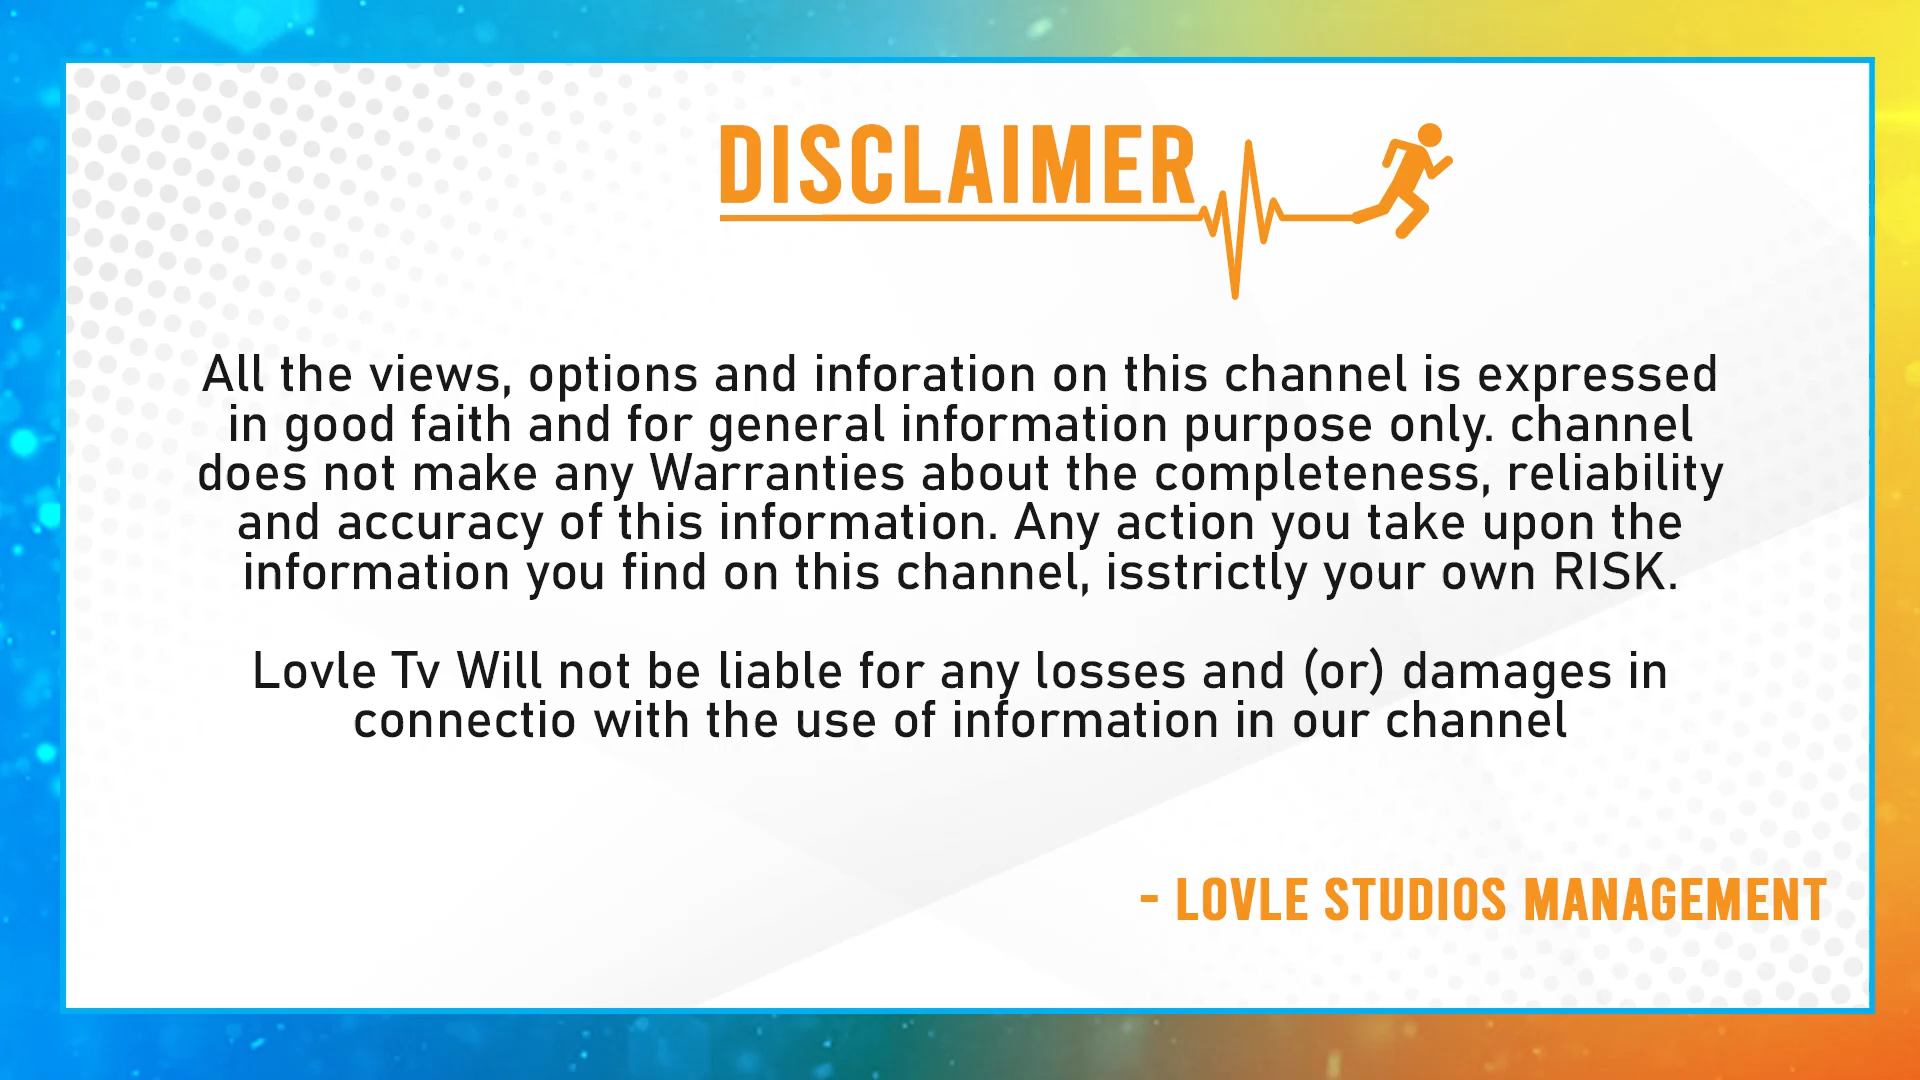 DISCLAIMER
All the views, options and inforation on this channel is expressed
in good faith and for general information purpose only. channel
does not make any Warranties about the completeness, reliability
and accuracy of this information. Any action you take upon the
information you find on this channel, isstrictly your own RISK.
Lovle Tv Will not be liable for any losses and (or) damages in
connectio with the use of information in our channel
- LOVLE STUDIOS MANAGEMENT